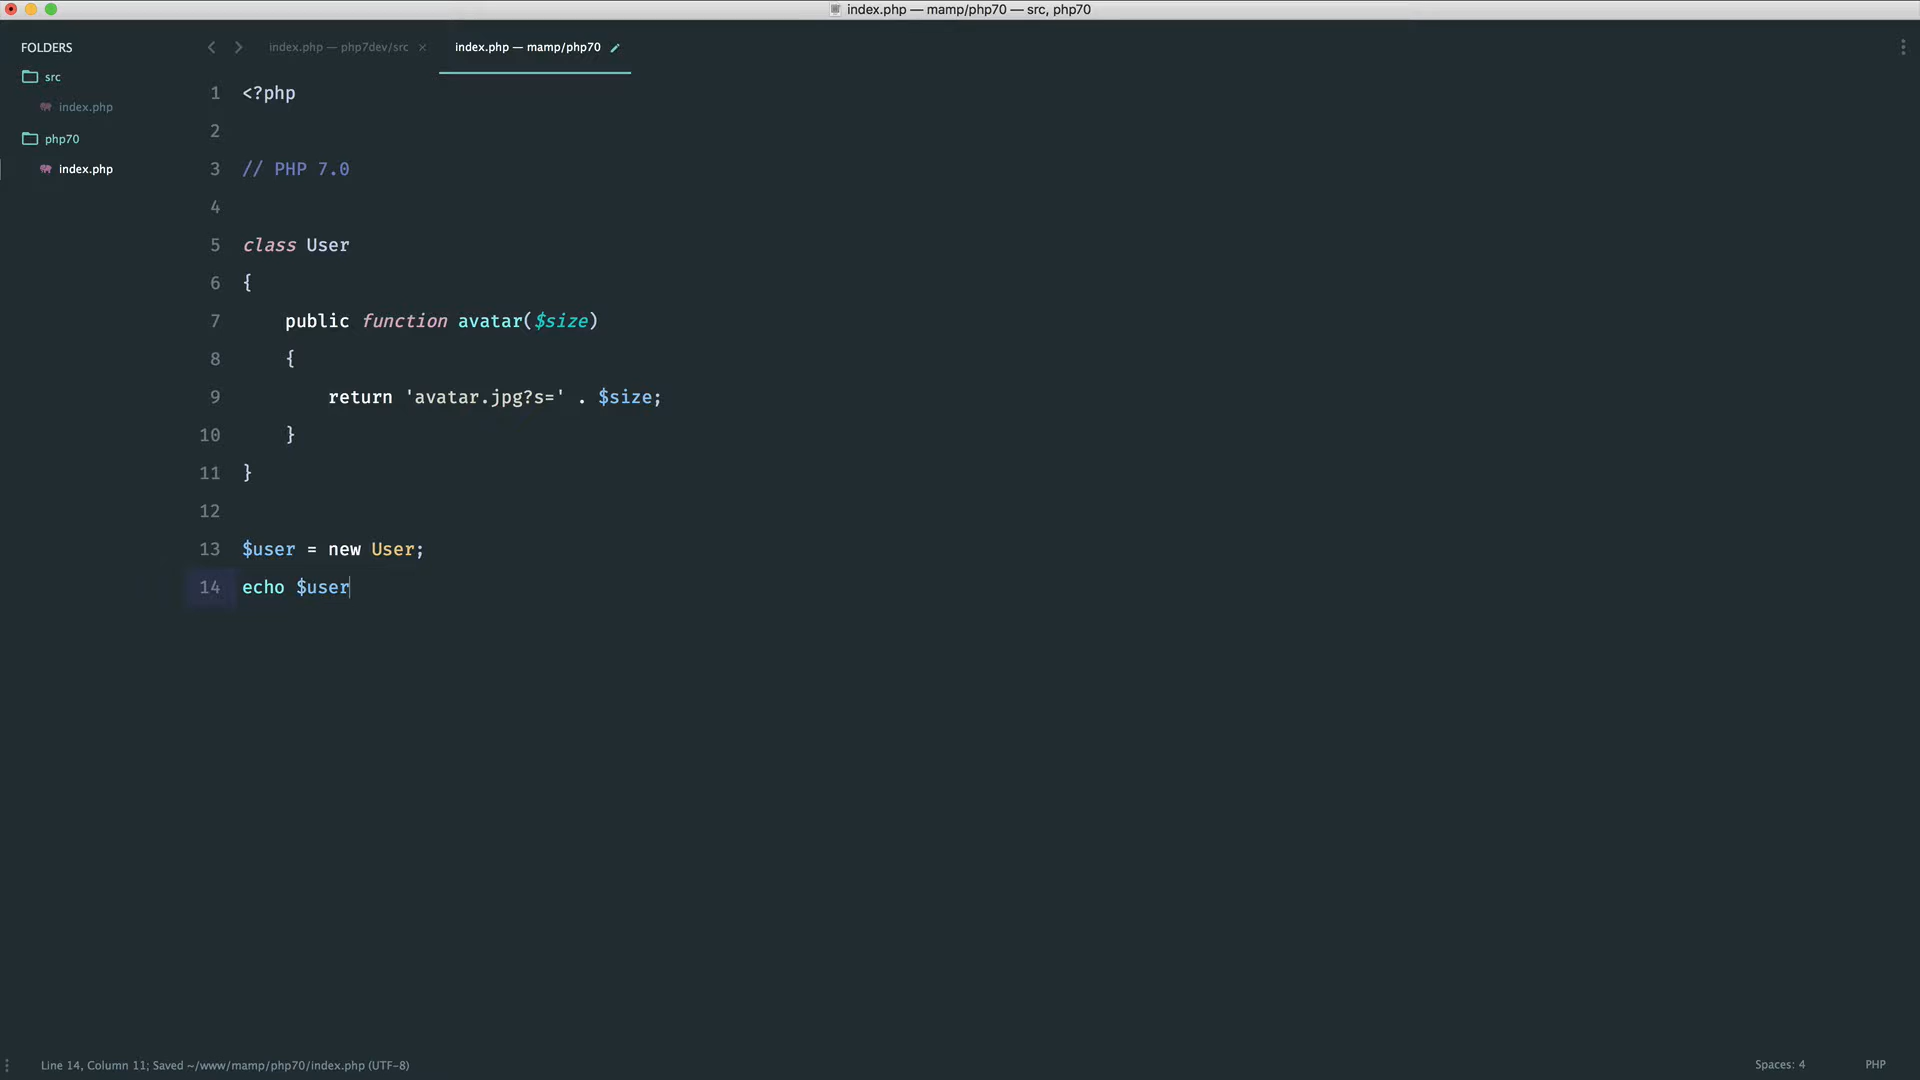 index.php — mamp/php70 — src, php70
FOLDERS
src
index.php
php70
index.php
index.php — php7dev/src ×
index.php — mamp/php70
1 <?php
2
3 // PHP 7.0
4
5 class User
6 {
7 public function avatar($size)
8 {
9 return 'avatar.jpg?s=' . $size;
10 }
11 }
12
13 $user = new User;
14 echo $user
Line 14, Column 11; Saved ~/www/mamp/php70/index.php (UTF-8)
Spaces: 4
PHP